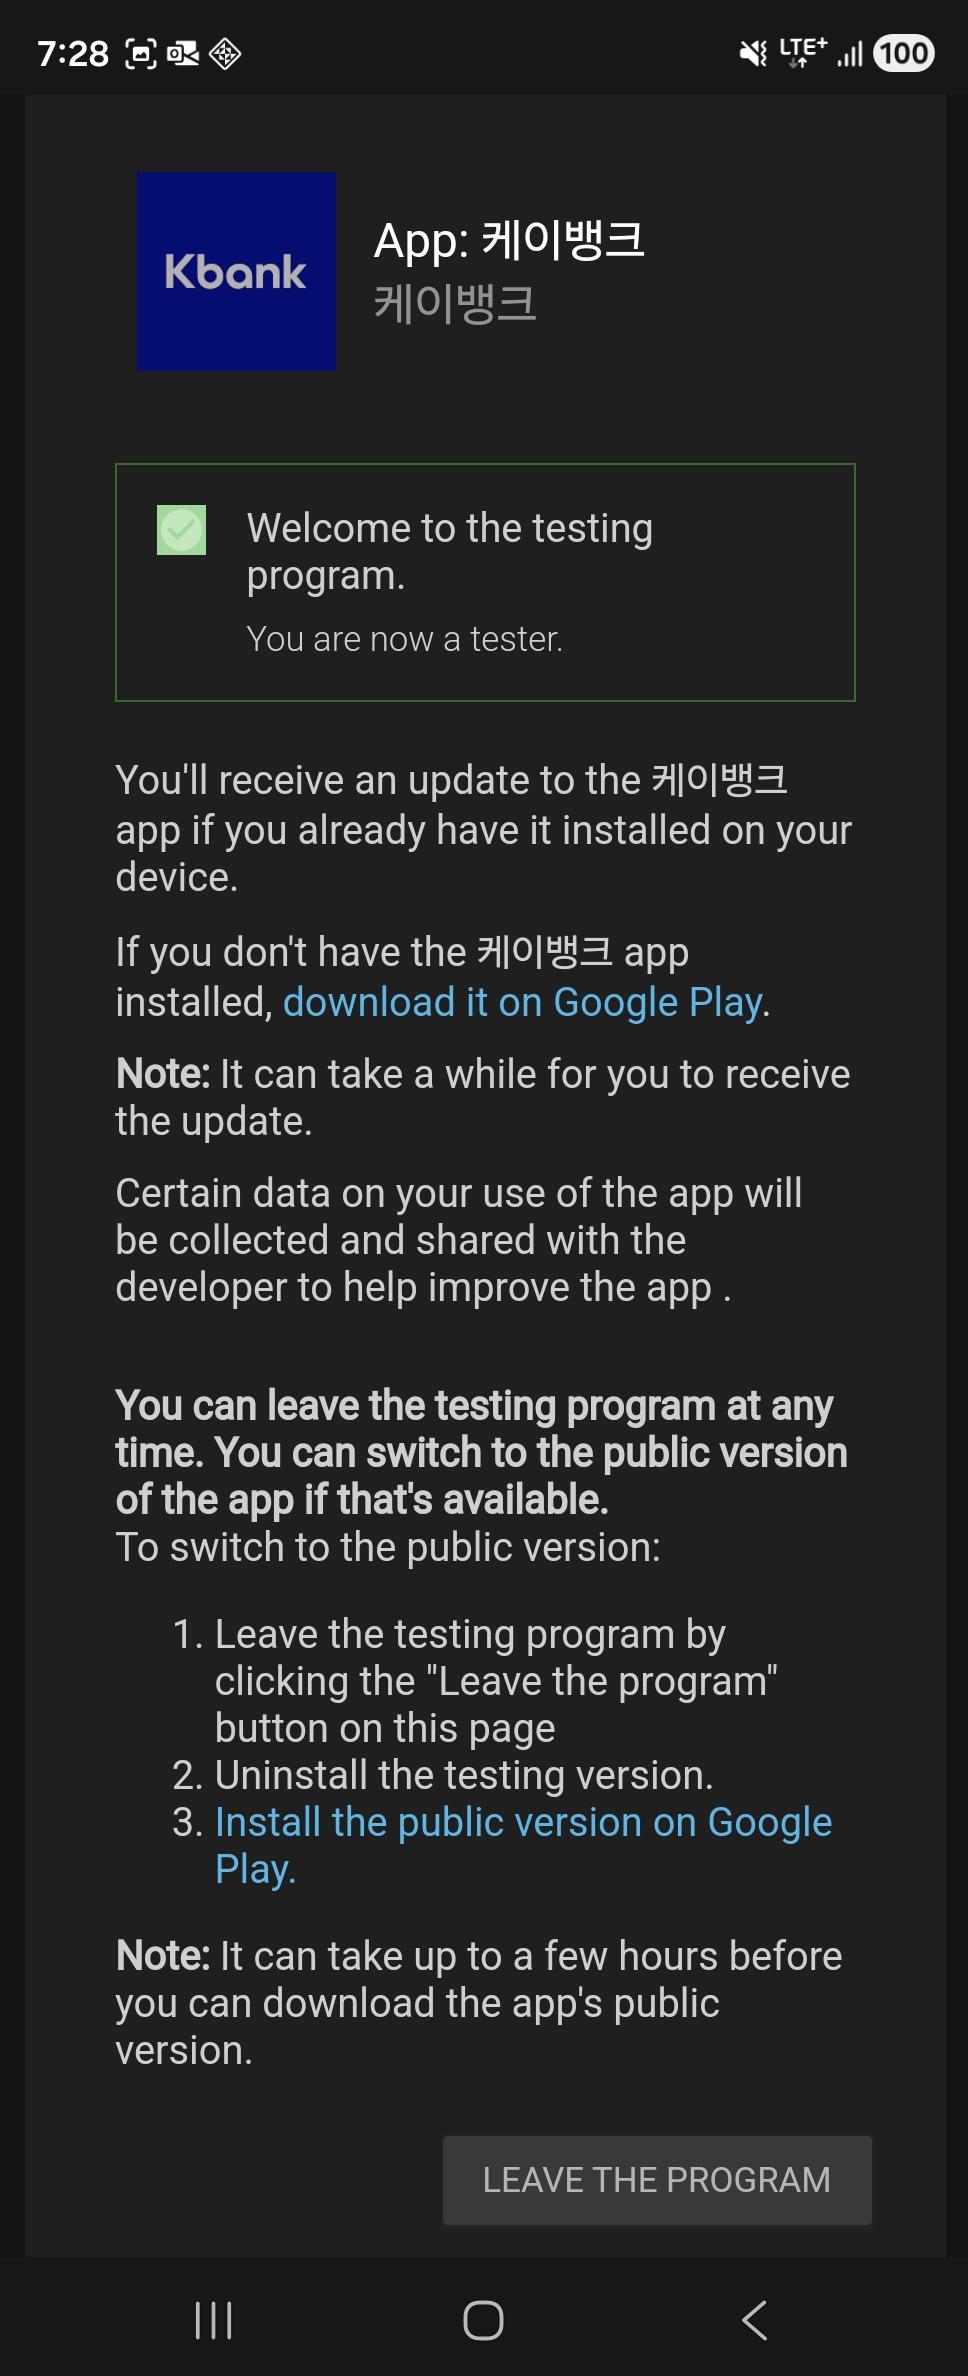 7:28
LTE+
100
Kbank
App: 케이뱅크
케이뱅크
Welcome to the testing
program.
You are now a tester.
You'll receive an update to the 케이뱅크
app if you already have it installed on your
device.
If you don't have the 케이뱅크 app
installed, download it on Google Play.
Note: It can take a while for you to receive
the update.
Certain data on your use of the app will
be collected and shared with the
developer to help improve the app .
You can leave the testing program at any
time. You can switch to the public version
of the app if that's available.
To switch to the public version:
1. Leave the testing program by
clicking the "Leave the program"
button on this page
2. Uninstall the testing version.
3. Install the public version on Google
Play.
Note: It can take up to a few hours before
you can download the app's public
version.
LEAVE THE PROGRAM